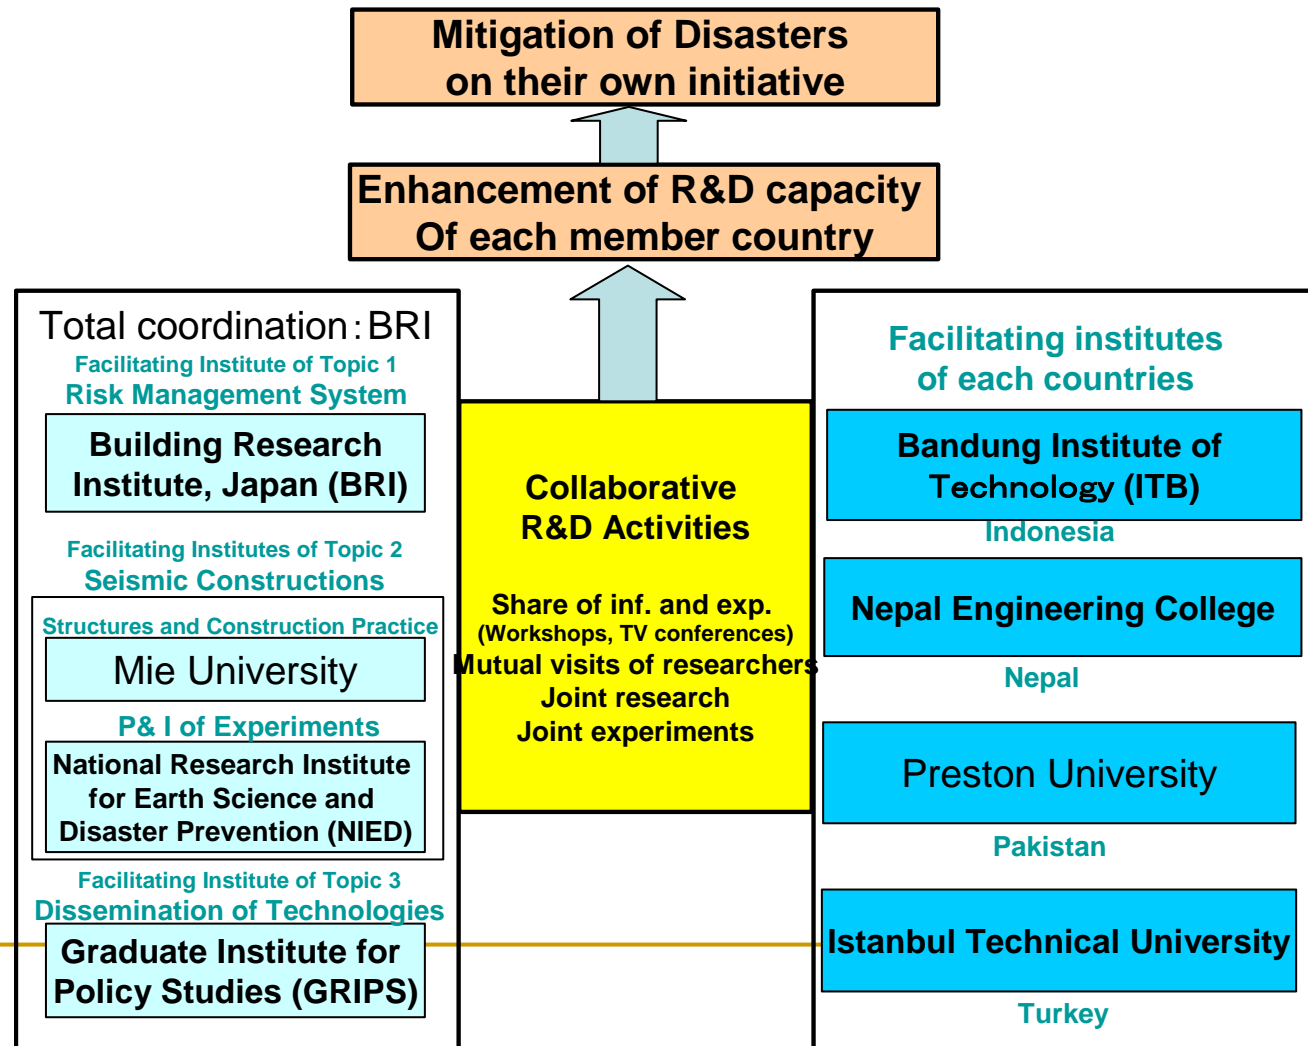 Mitigation of Disasters
on their own initiative
Enhancement of R&D capacity
Of each member country
Total coordination：BRI
Facilitating Institute of Topic 1
Risk Management System
Building Research
Institute, Japan (BRI)
Facilitating Institutes of Topic 2
Seismic Constructions
Structures and Construction Practice
Mie University
P& I of Experiments
National Research Institute
for Earth Science and
Disaster Prevention (NIED)
Facilitating Institute of Topic 3
Dissemination of Technologies
Graduate Institute for
Policy Studies (GRIPS)
Collaborative
R&D Activities
Share of inf. and exp.
(Workshops, TV conferences)
Mutual visits of researchers
Joint research
Joint experiments
Facilitating institutes
of each countries
Bandung Institute of
Technology (ITB)
Indonesia
Nepal Engineering College
Nepal
Preston University
Pakistan
Istanbul Technical University
Turkey